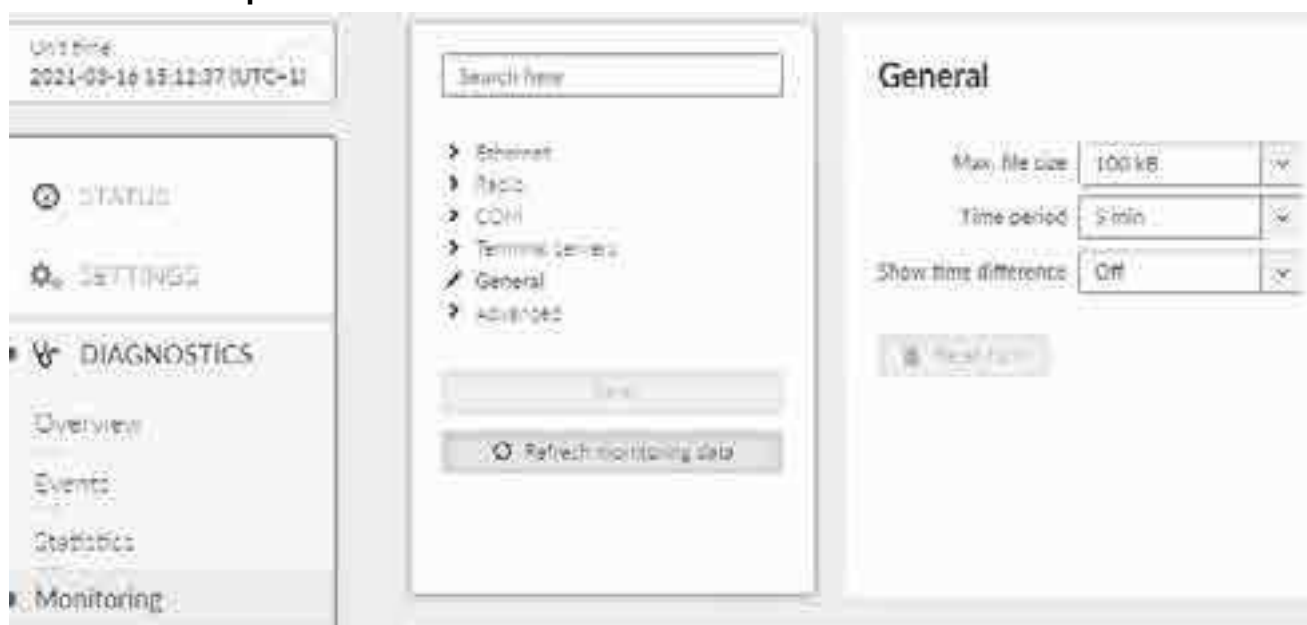 Unit time
2021-03-16 15:12:37 (UTC+1)
STATUS
SETTINGS
DIAGNOSTICS
Overview
Events
Statistics
Monitoring
Search here
Ethernet
Radio
COM
Terminal servers
General
Advanced
Refresh monitoring data
General
Max. file size 100 kB
Time period 5 min
Show time difference Off